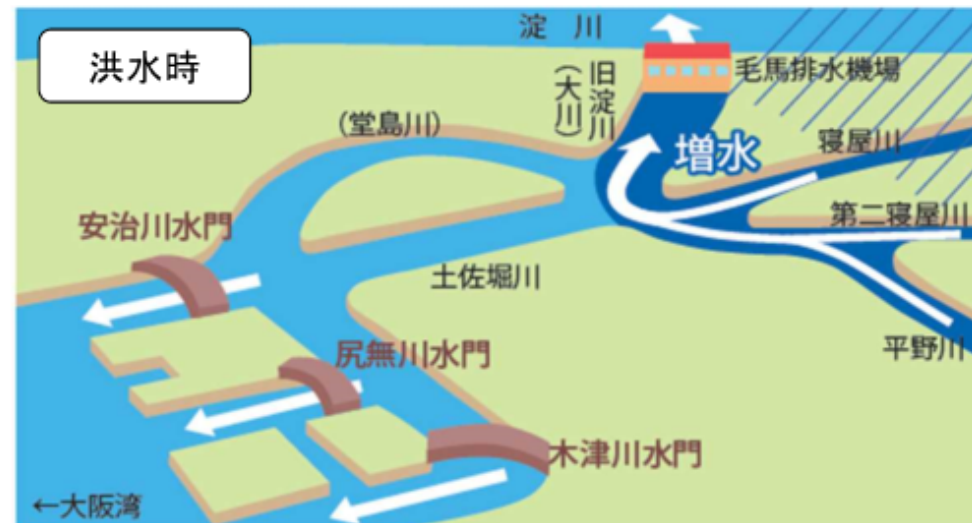 洪水時
淀 川
毛馬排水機場
旧淀川
(大川)
(堂島川)
増水
寝屋川
第二寝屋川
安治川水門
土佐堀川
平野川
尻無川水門
木津川水門
←大阪湾